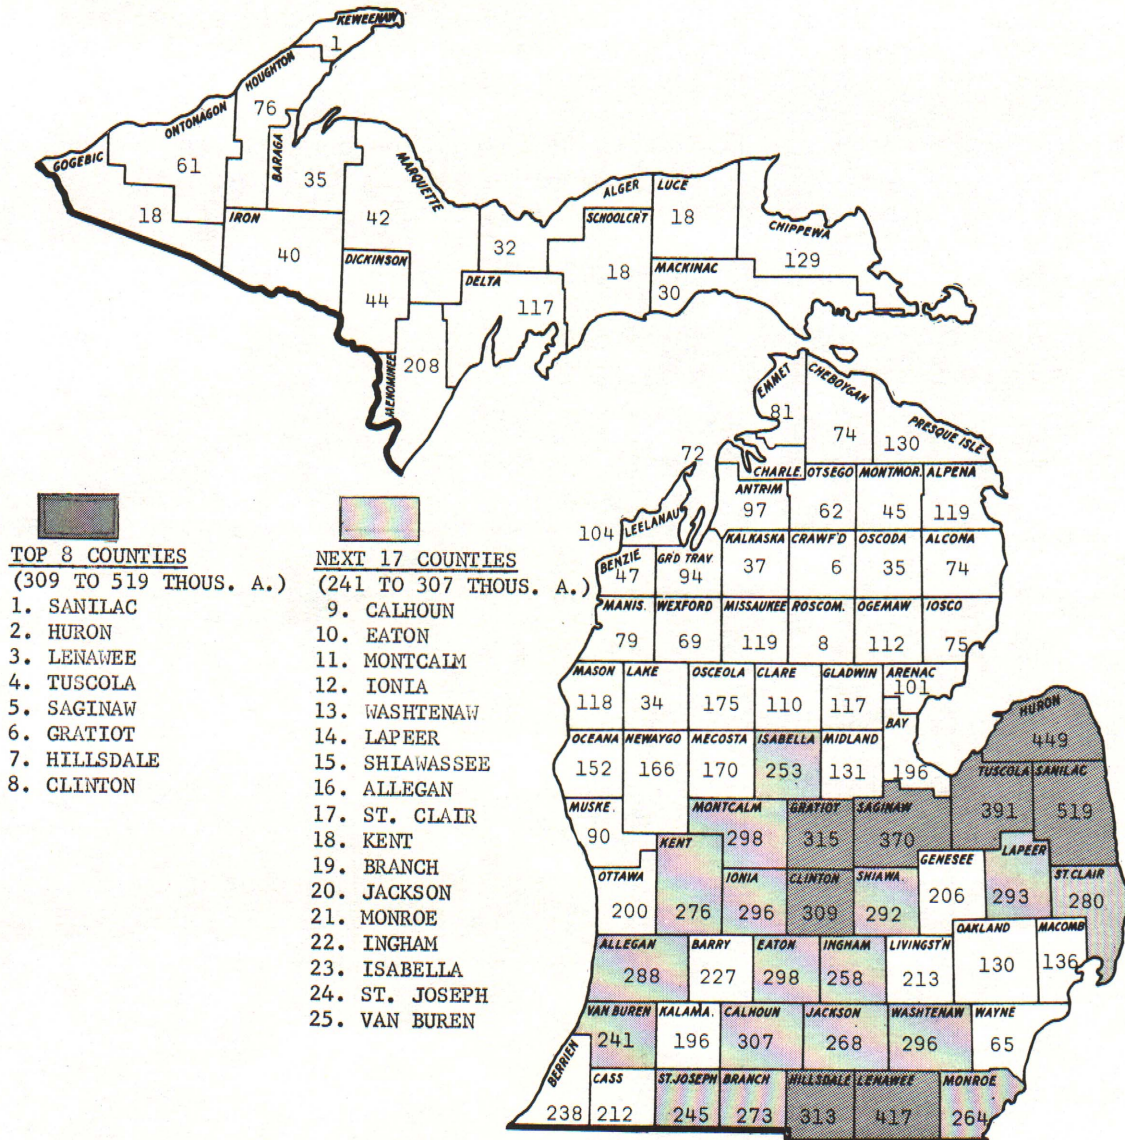 KEWEENAW
1
HOUGHTON
76
ONTONAGON
61
GOGEBIC
18
BARAGA
35
MARQUETTE
42
IRON
40
DICKINSON
44
ALGER
32
LUCE
18
SCHOOLCR'T
18
CHIPPEWA
129
MACKINAC
30
DELTA
117
MENOMINEE
208
EMMET
81
CHEBOYGAN
74
PRESQUE ISLE
130
72
CHARLE. OTSEGO MONTMOR. ALPENA
ANTRIM
97 62 45 119
104 LEELANAU
BENZIE GR'D TRAV. KALKASKA CRAWF'D OSCODA ALCONA
47 94 37 6 35 74
MANIS. WEXFORD MISSAUKEE ROSCOM. OGEMAW IOSCO
79 69 119 8 112 75
MASON LAKE OSCEOLA CLARE GLADWIN ARENAC
118 34 175 110 117 101
BAY
HURON
449
OCEANA NEWAYGO MECOSTA ISABELLA MIDLAND
152 166 170 253 131 196
TUSCOLA SANILAC
391 519
MUSKE. MONTCALM GRATIOT SAGINAW
90 298 315 370
KENT
GENESEE LAPEER
OTTAWA IONIA CLINTON SHIAWA. ST.CLAIR
200 276 296 309 292 206 293 280
OAKLAND MACOMB
ALLEGAN BARRY EATON INGHAM LIVINGST'N
288 227 298 258 213 130 136
VAN BUREN KALAMA. CALHOUN JACKSON WASHTENAW WAYNE
241 196 307 268 296 65
BERRIEN
CASS ST.JOSEPH BRANCH HILLSDALE LENAWEE MONROE
238 212 245 273 313 417 264
TOP 8 COUNTIES
(309 TO 519 THOUS. A.)
1. SANILAC
2. HURON
3. LENAWEE
4. TUSCOLA
5. SAGINAW
6. GRATIOT
7. HILLSDALE
8. CLINTON
NEXT 17 COUNTIES
(241 TO 307 THOUS. A.)
9. CALHOUN
10. EATON
11. MONTCALM
12. IONIA
13. WASHTENAW
14. LAPEER
15. SHIAWASSEE
16. ALLEGAN
17. ST. CLAIR
18. KENT
19. BRANCH
20. JACKSON
21. MONROE
22. INGHAM
23. ISABELLA
24. ST. JOSEPH
25. VAN BUREN